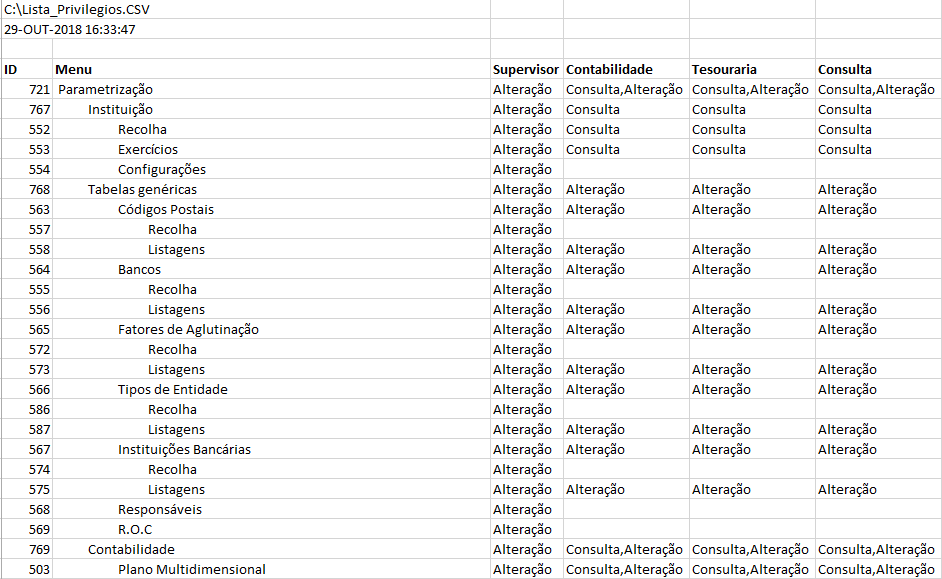 C:\Lista_Privilegios.CSV
29-OUT-2018 16:33:47
ID Menu Supervisor Contabilidade Tesouraria Consulta
721 Parametrização Alteração Consulta,Alteração Consulta,Alteração Consulta,Alteração
767 Instituição Alteração Consulta Consulta Consulta
552 Recolha Alteração Consulta Consulta Consulta
553 Exercícios Alteração Consulta Consulta Consulta
554 Configurações Alteração
768 Tabelas genéricas Alteração Alteração Alteração Alteração
563 Códigos Postais Alteração Alteração Alteração Alteração
557 Recolha Alteração
558 Listagens Alteração Alteração Alteração Alteração
564 Bancos Alteração Alteração Alteração Alteração
555 Recolha Alteração
556 Listagens Alteração Alteração Alteração Alteração
565 Fatores de Aglutinação Alteração Alteração Alteração Alteração
572 Recolha Alteração
573 Listagens Alteração Alteração Alteração Alteração
566 Tipos de Entidade Alteração Alteração Alteração Alteração
586 Recolha Alteração
587 Listagens Alteração Alteração Alteração Alteração
567 Instituições Bancárias Alteração Alteração Alteração Alteração
574 Recolha Alteração
575 Listagens Alteração Alteração Alteração Alteração
568 Responsáveis Alteração
569 R.O.C Alteração
769 Contabilidade Alteração Consulta,Alteração Consulta,Alteração Consulta,Alteração
503 Plano Multidimensional Alteração Consulta,Alteração Consulta,Alteração Consulta,Alteração